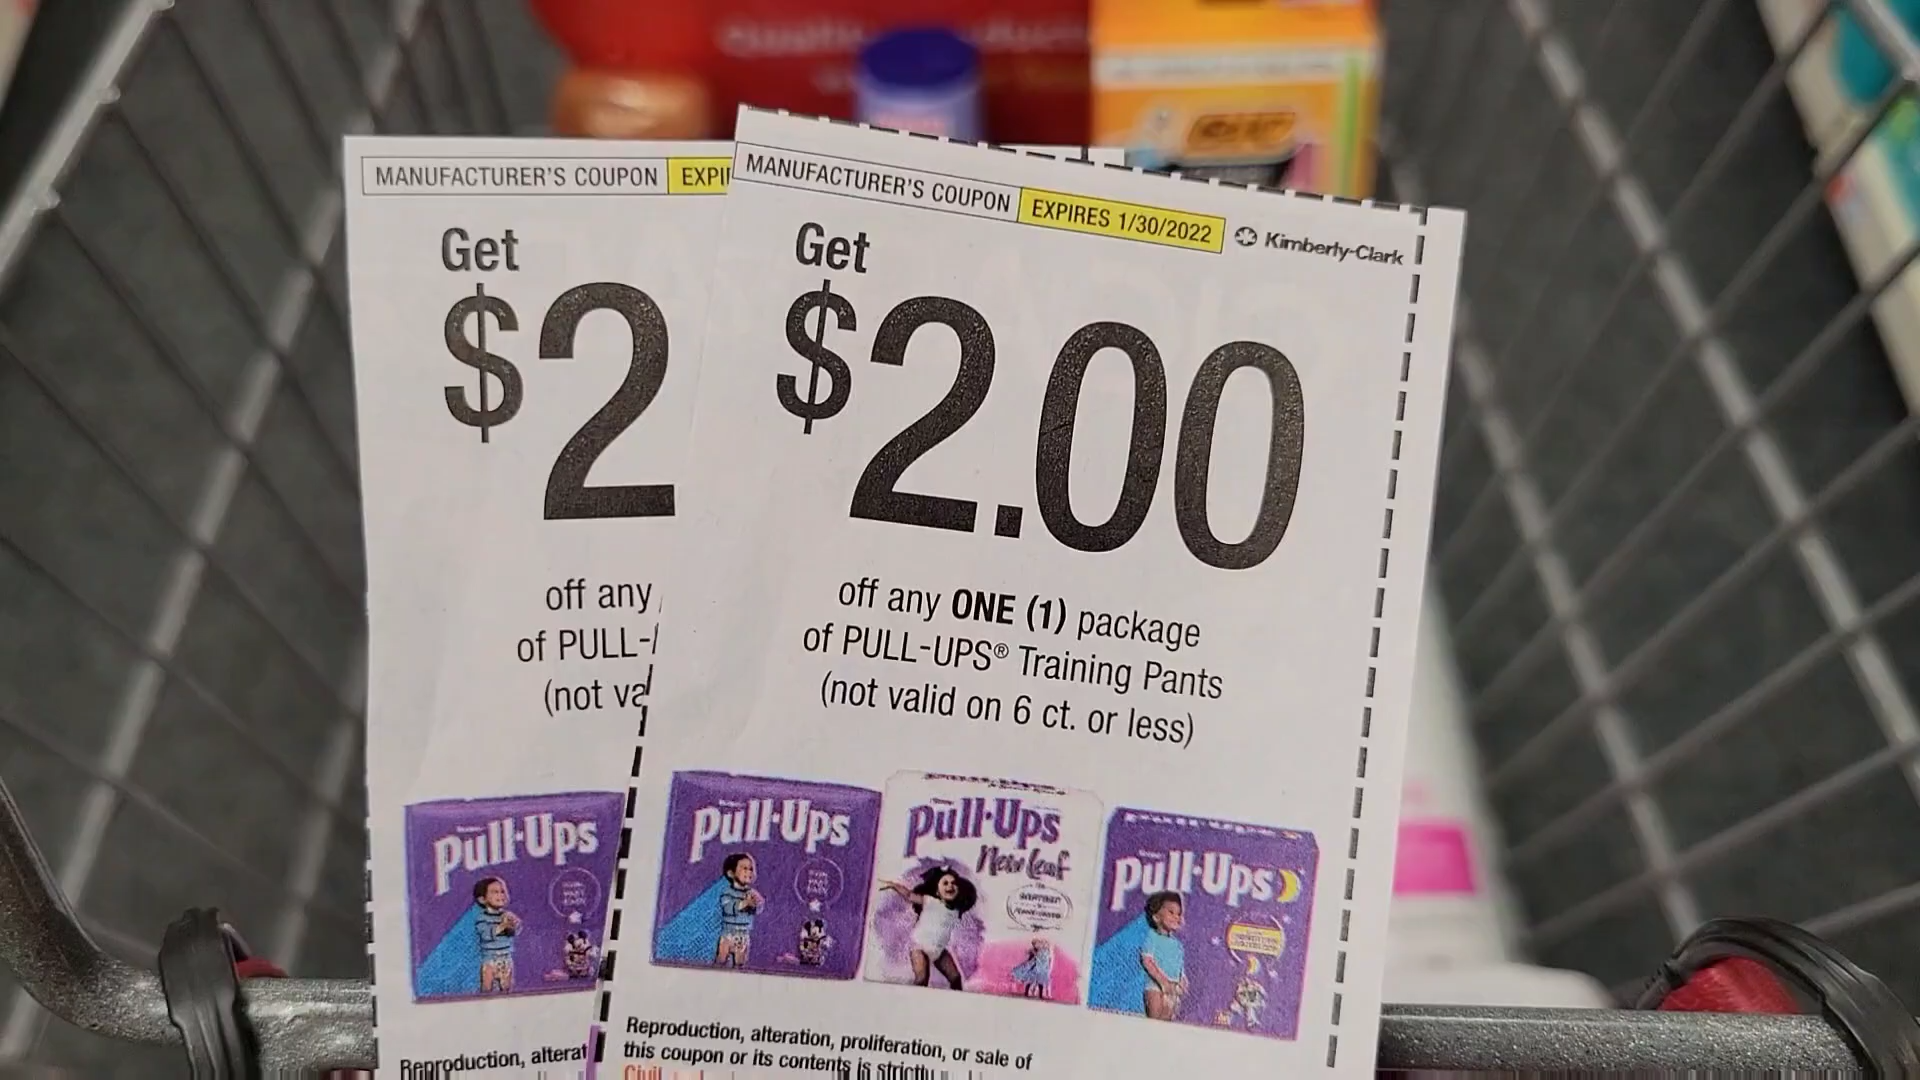 MANUFACTURER'S COUPON EXPI
Get
$2
off any
of PULL-
(not va
Pull-Ups
Reproduction, alterat
MANUFACTURER'S COUPON EXPIRES 1/30/2022 Kimberly-Clark
Get
$2.00
off any ONE (1) package
of PULL-UPS® Training Pants
(not valid on 6 ct. or less)
Pull-Ups
Pull-Ups
New Leaf
Pull-Ups
Reproduction, alteration, proliferation, or sale of
this coupon or its contents is strictly
Civil
BIC